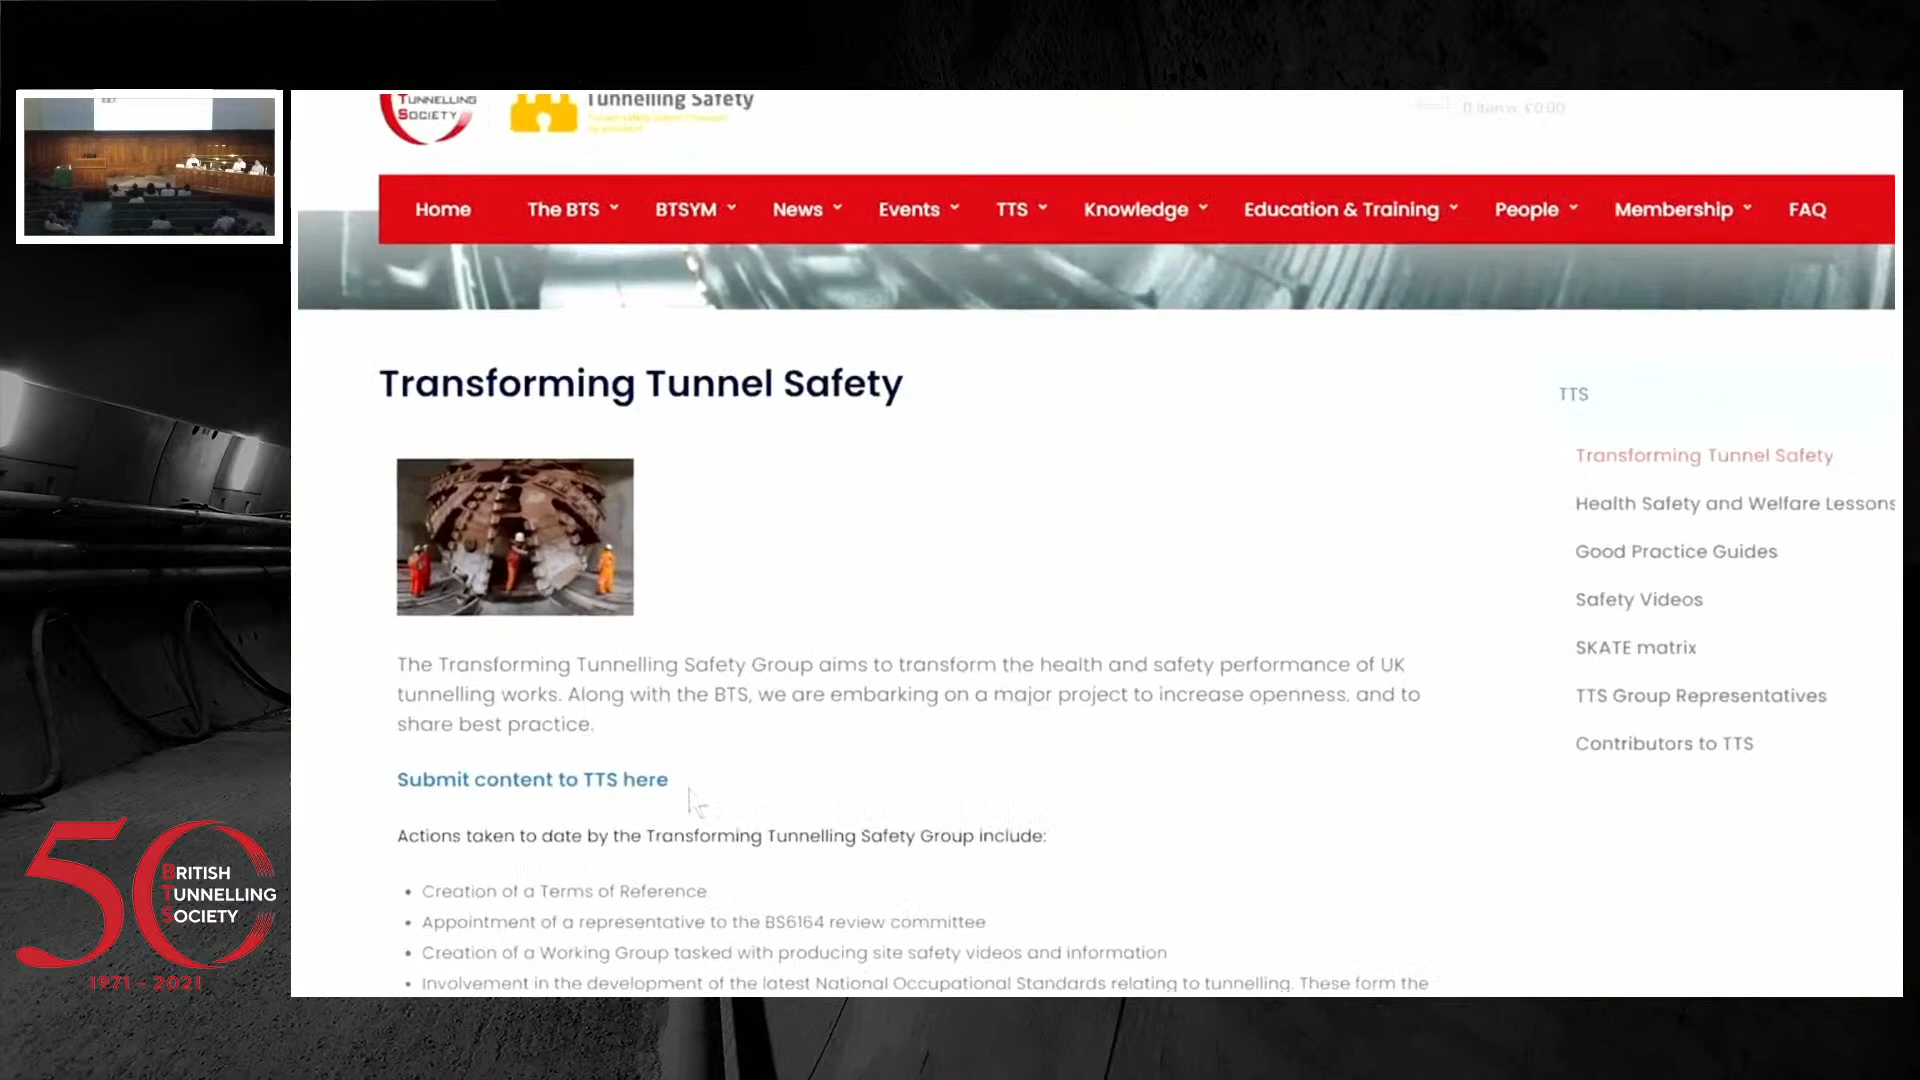 TUNNELLING
SOCIETY
Tunnelling Safety
0 items £0.00
Home The BTS BTSYM News Events TTS Knowledge Education & Training People Membership FAQ
Transforming Tunnel Safety
The Transforming Tunnelling Safety Group aims to transform the health and safety performance of UK
tunnelling works. Along with the BTS, we are embarking on a major project to increase openness. and to
share best practice.
Submit content to TTS here
Actions taken to date by the Transforming Tunnelling Safety Group include:
• Creation of a Terms of Reference
• Appointment of a representative to the BS6164 review committee
• Creation of a Working Group tasked with producing site safety videos and information
• Involvement in the development of the latest National Occupational Standards relating to tunnelling. These form the
TTS
Transforming Tunnel Safety
Health Safety and Welfare Lessons
Good Practice Guides
Safety Videos
SKATE matrix
TTS Group Representatives
Contributors to TTS
50
BRITISH
TUNNELLING
SOCIETY
1971 - 2021